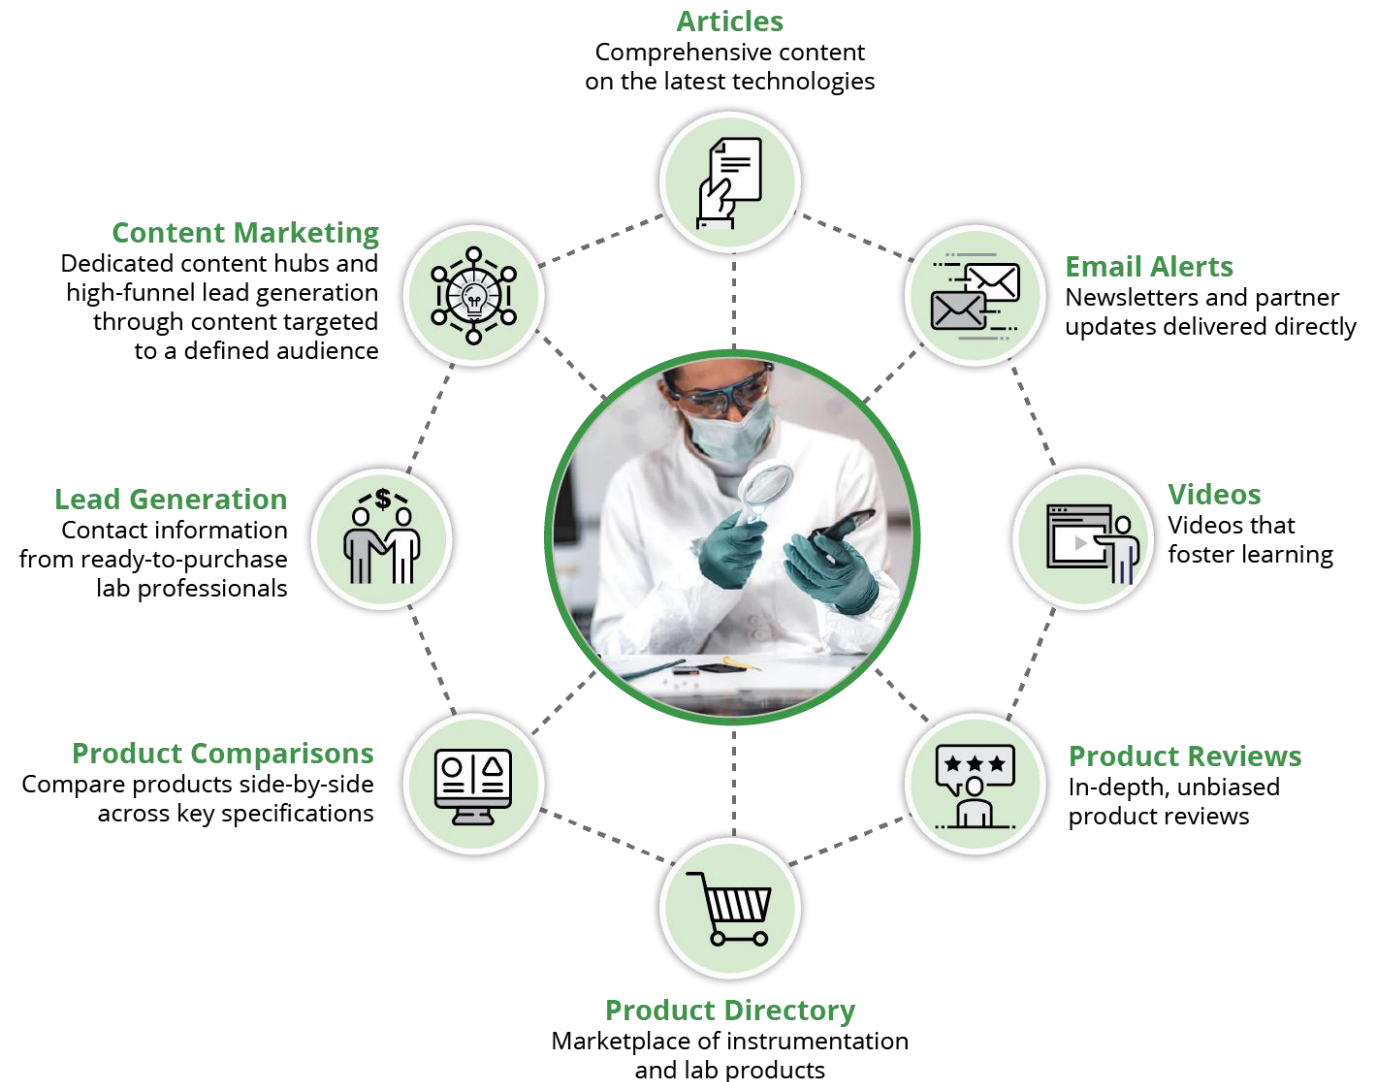 Articles
Comprehensive content
on the latest technologies
Content Marketing
Dedicated content hubs and
high-funnel lead generation
through content targeted
to a defined audience
Email Alerts
Newsletters and partner
updates delivered directly
Lead Generation
Contact information
from ready-to-purchase
lab professionals
$
Videos
Videos that
foster learning
Product Comparisons
Compare products side-by-side
across key specifications
Product Reviews
In-depth, unbiased
product reviews
Product Directory
Marketplace of instrumentation
and lab products